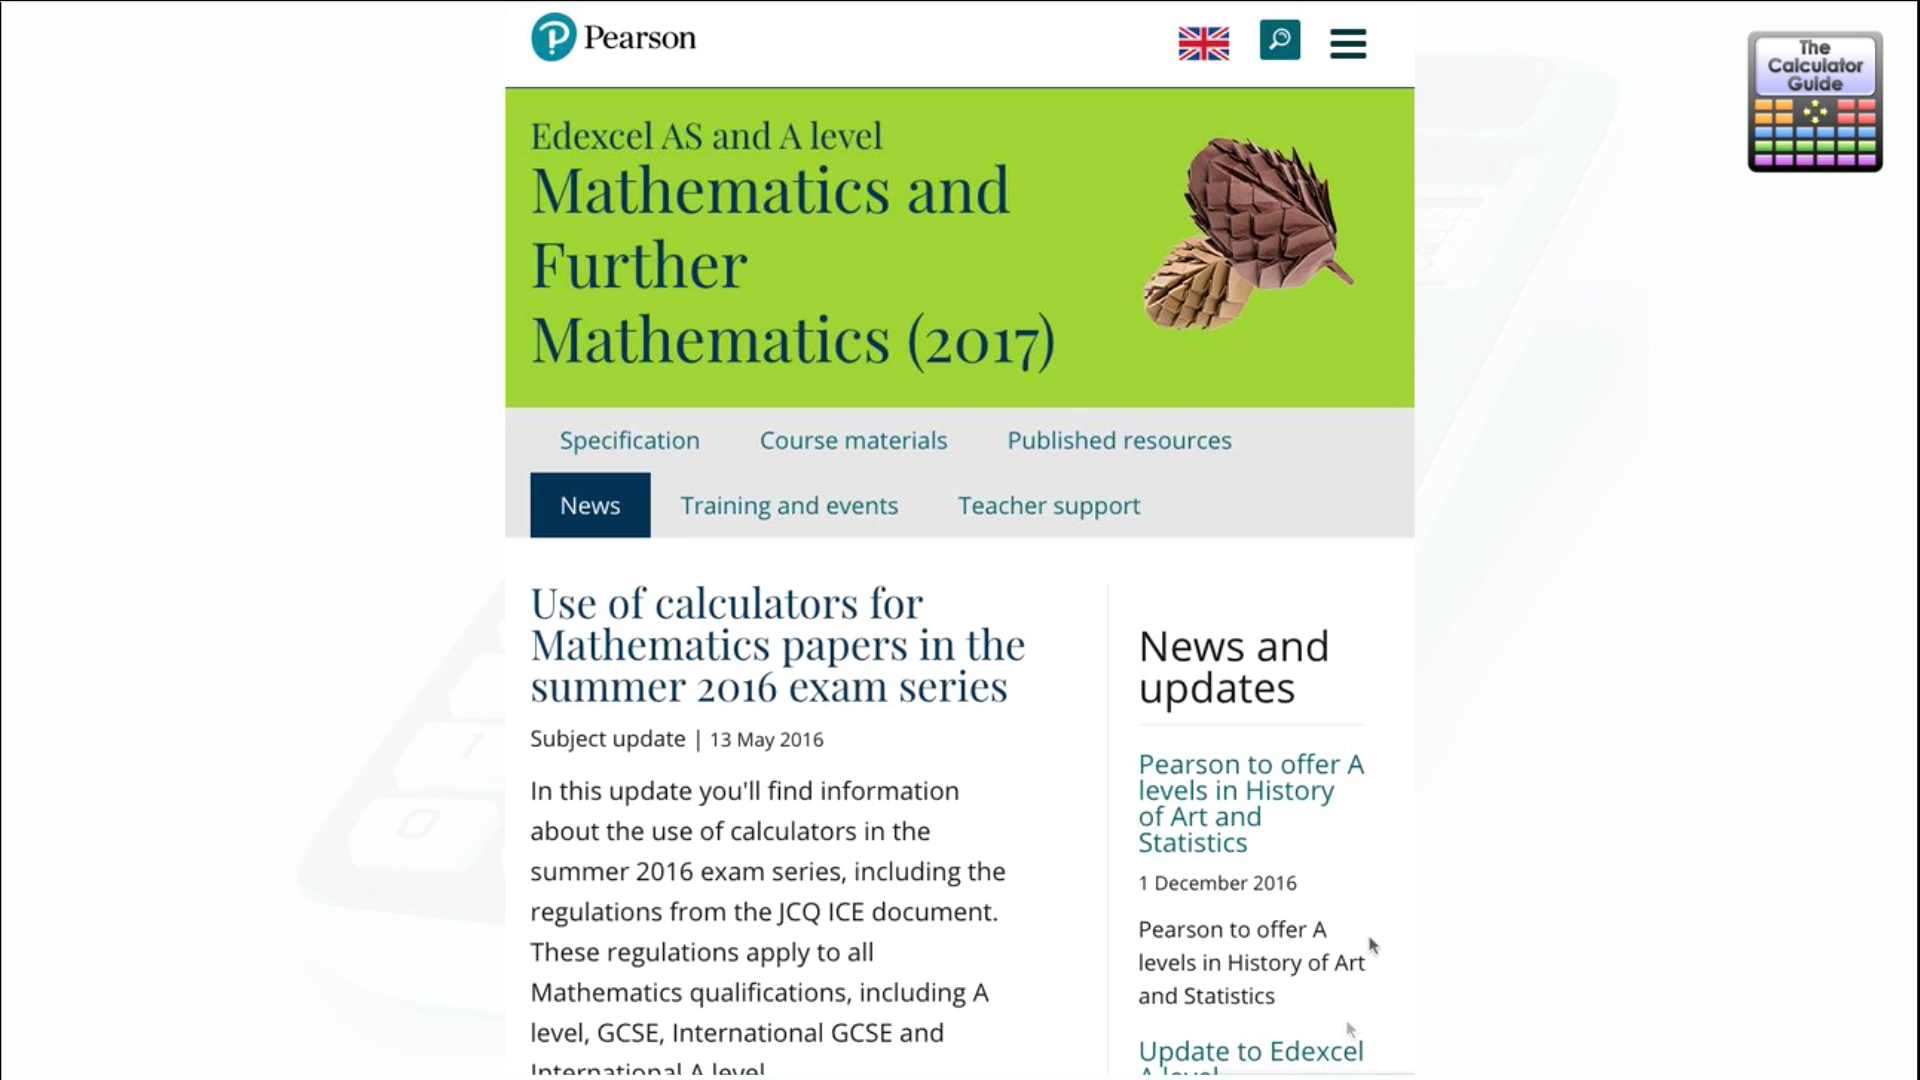 Pearson
The
Calculator
Guide
Edexcel AS and A level
Mathematics and
Further
Mathematics (2017)
Specification Course materials Published resources
News Training and events Teacher support
Use of calculators for
Mathematics papers in the
summer 2016 exam series
Subject update | 13 May 2016
In this update you'll find information
about the use of calculators in the
summer 2016 exam series, including the
regulations from the JCQ ICE document.
These regulations apply to all
Mathematics qualifications, including A
level, GCSE, International GCSE and
International A level
News and
updates
Pearson to offer A
levels in History
of Art and
Statistics
1 December 2016
Pearson to offer A
levels in History of Art
and Statistics
Update to Edexcel
A level